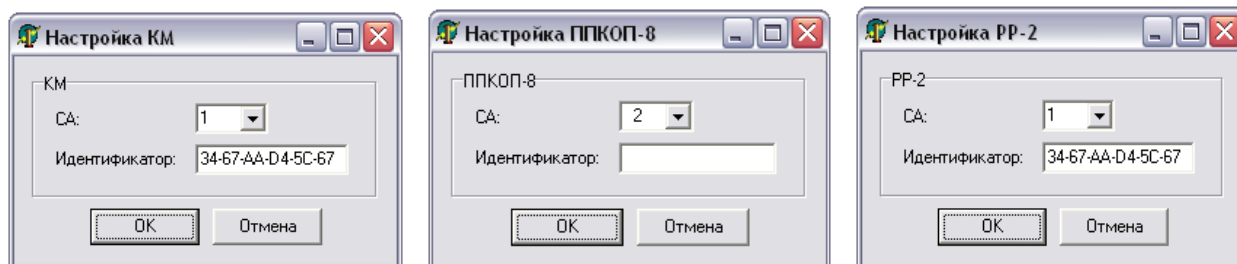 Настройка КМ
КМ
СА: 1
Идентификатор: 34-67-AA-D4-5C-67
OK Отмена
Настройка ППКОП-8
ППКОП-8
СА: 2
Идентификатор:
OK Отмена
Настройка РР-2
РР-2
СА: 1
Идентификатор: 34-67-AA-D4-5C-67
OK Отмена